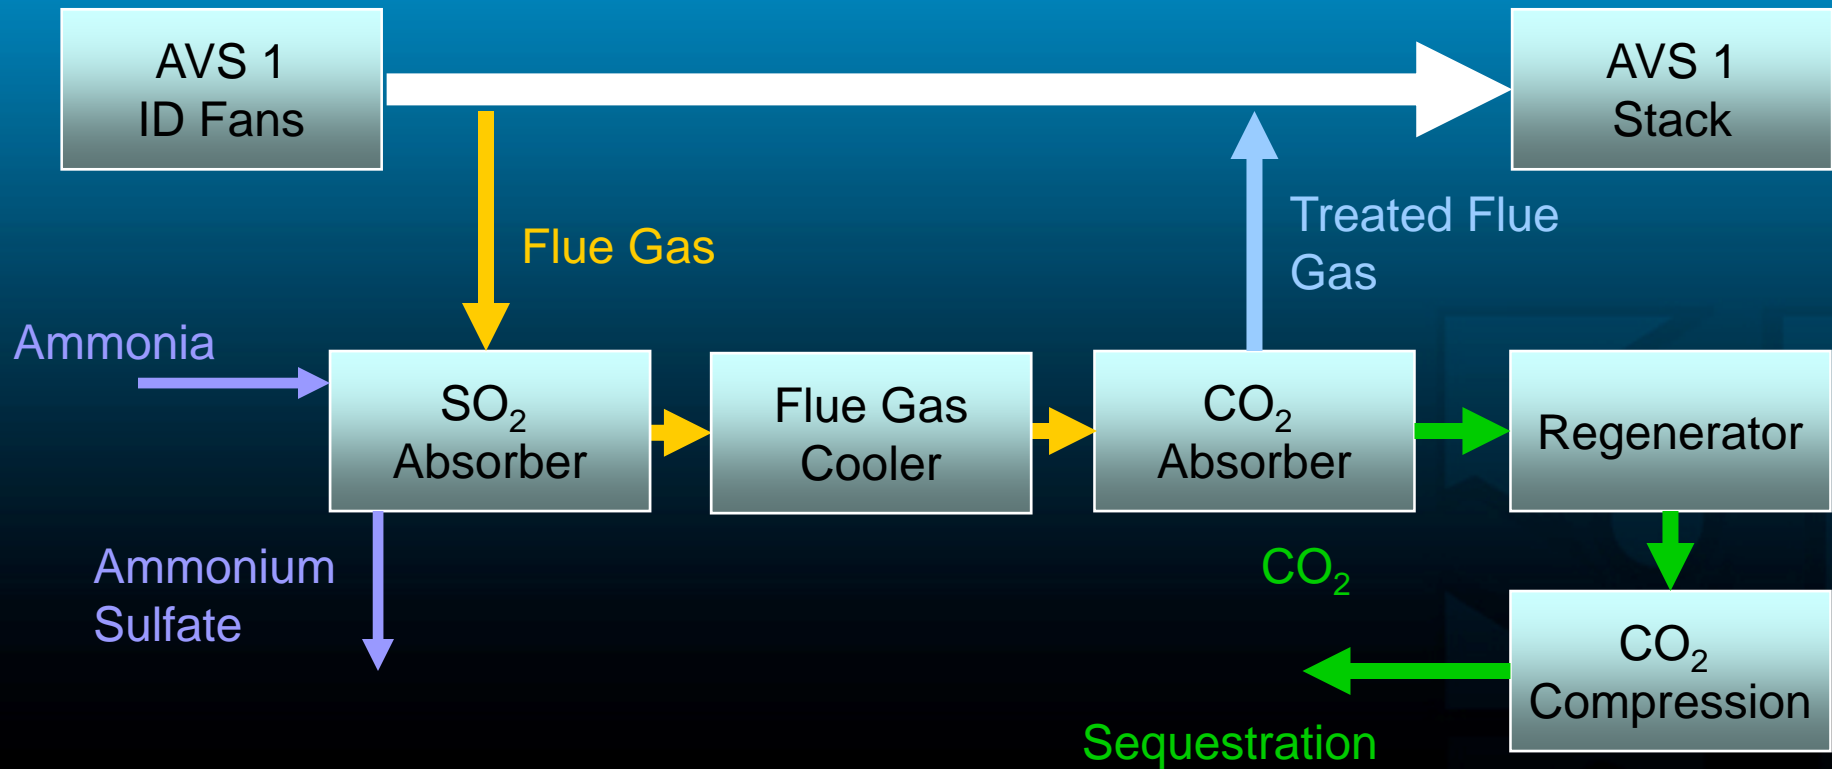 AVS 1
ID Fans
AVS 1
Stack
Flue Gas
Treated Flue
Gas
Ammonia
SO₂
Absorber
Flue Gas
Cooler
CO₂
Absorber
Regenerator
Ammonium
Sulfate
CO₂
CO₂
Compression
Sequestration